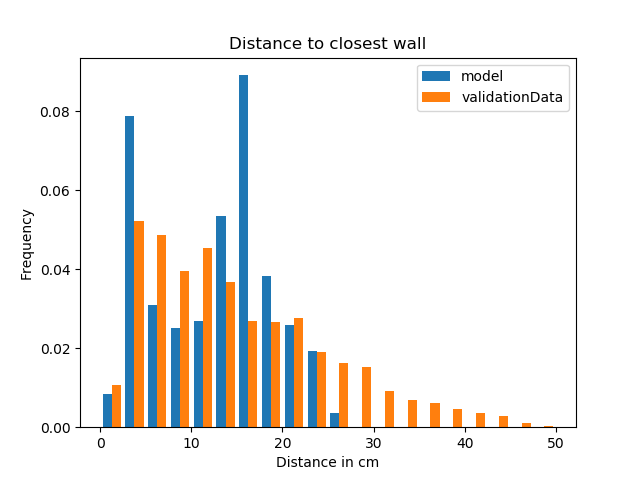 Distance to closest wall
model
validationData
0.08
0.06
0.04
0.02
0.00
Frequency
0 10 20 30 40 50
Distance in cm